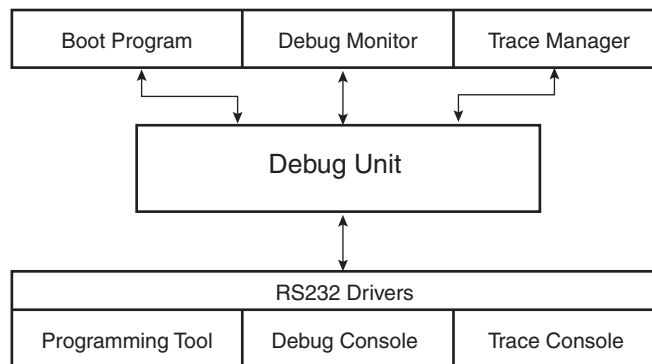 Boot Program
Debug Monitor
Trace Manager
Debug Unit
RS232 Drivers
Programming Tool
Debug Console
Trace Console